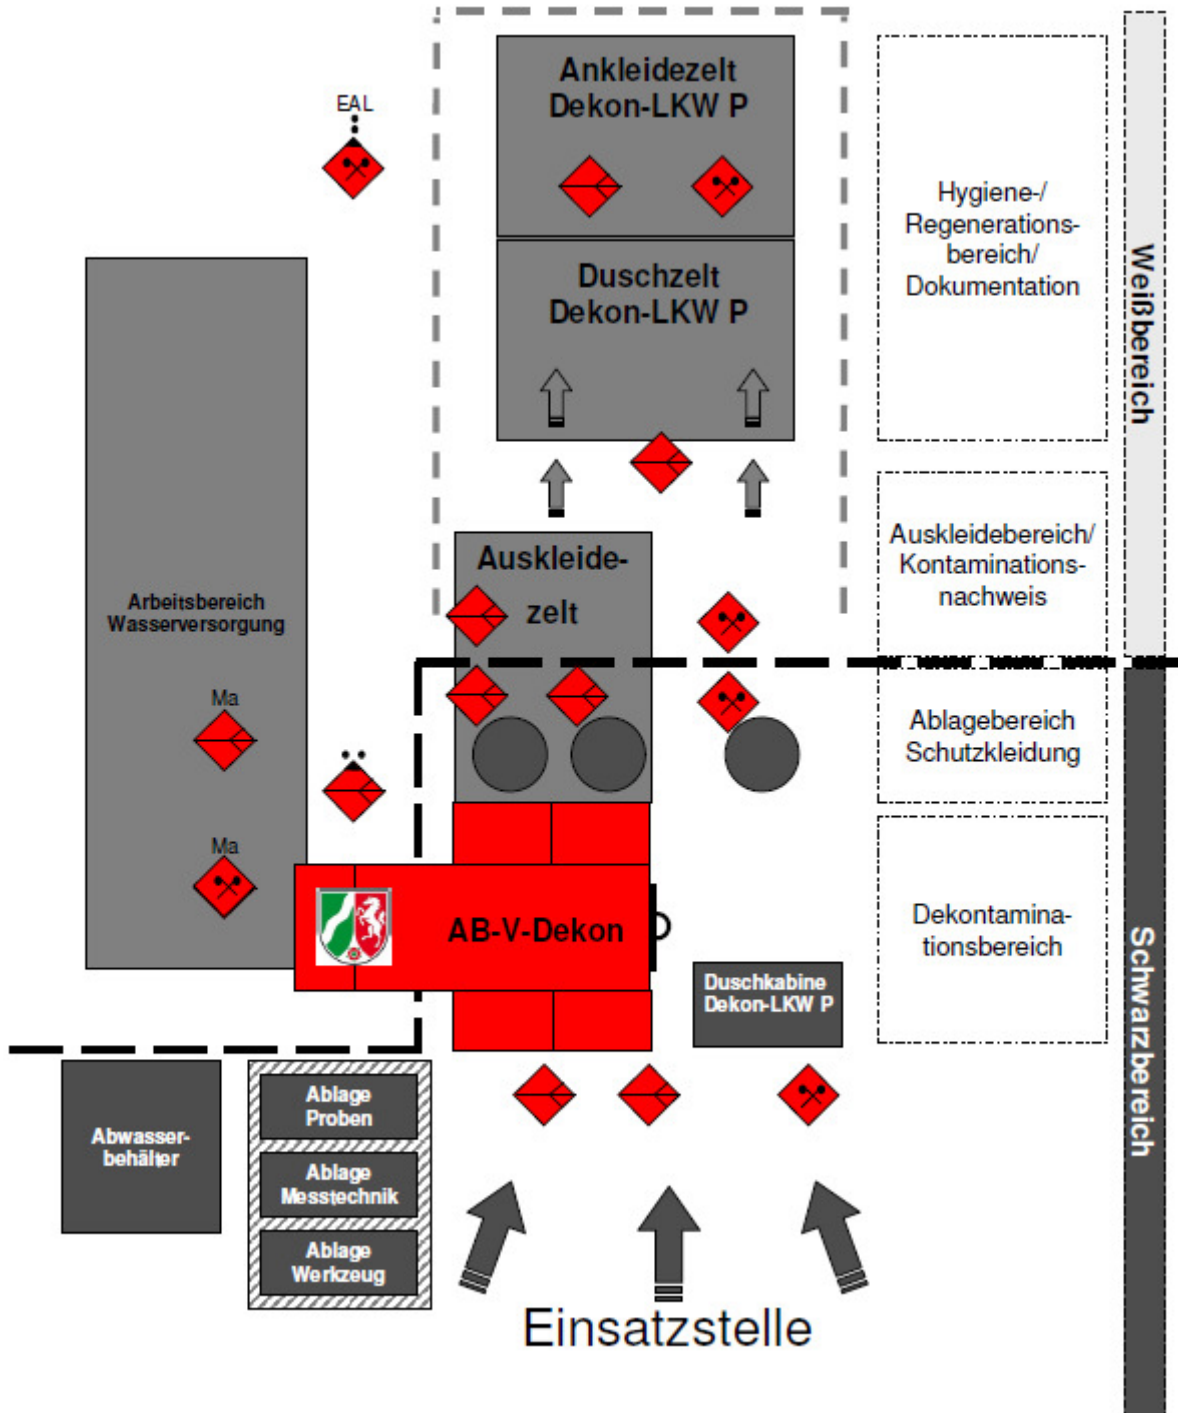 EAL
Ankleidezelt
Dekon-LKW P
Duschzelt
Dekon-LKW P
Hygiene-/
Regenerations-
bereich/
Dokumentation
Weißbereich
Auskleide-
zelt
Auskleidebereich/
Kontaminations-
nachweis
Arbeitsbereich
Wasserversorgung
Ma
Ma
Ablagebereich
Schutzkleidung
AB-V-Dekon
Duschkabine
Dekon-LKW P
Dekontamina-
tionsbereich
Schwarzbereich
Abwasser-
behälter
Ablage
Proben
Ablage
Messtechnik
Ablage
Werkzeug
Einsatzstelle